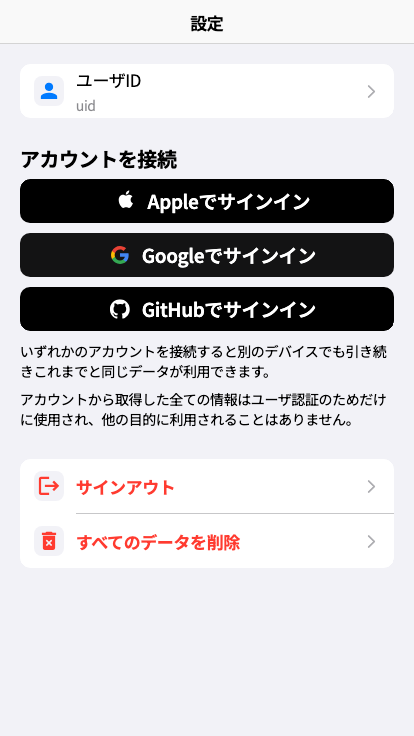 設定
ユーザID
uid
アカウントを接続
Appleでサインイン
Googleでサインイン
GitHubでサインイン
いずれかのアカウントを接続すると別のデバイスでも引き続
きこれまでと同じデータが利用できます。
アカウントから取得した全ての情報はユーザ認証のためだけ
に使用され、他の目的に利用されることはありません。
サインアウト
すべてのデータを削除